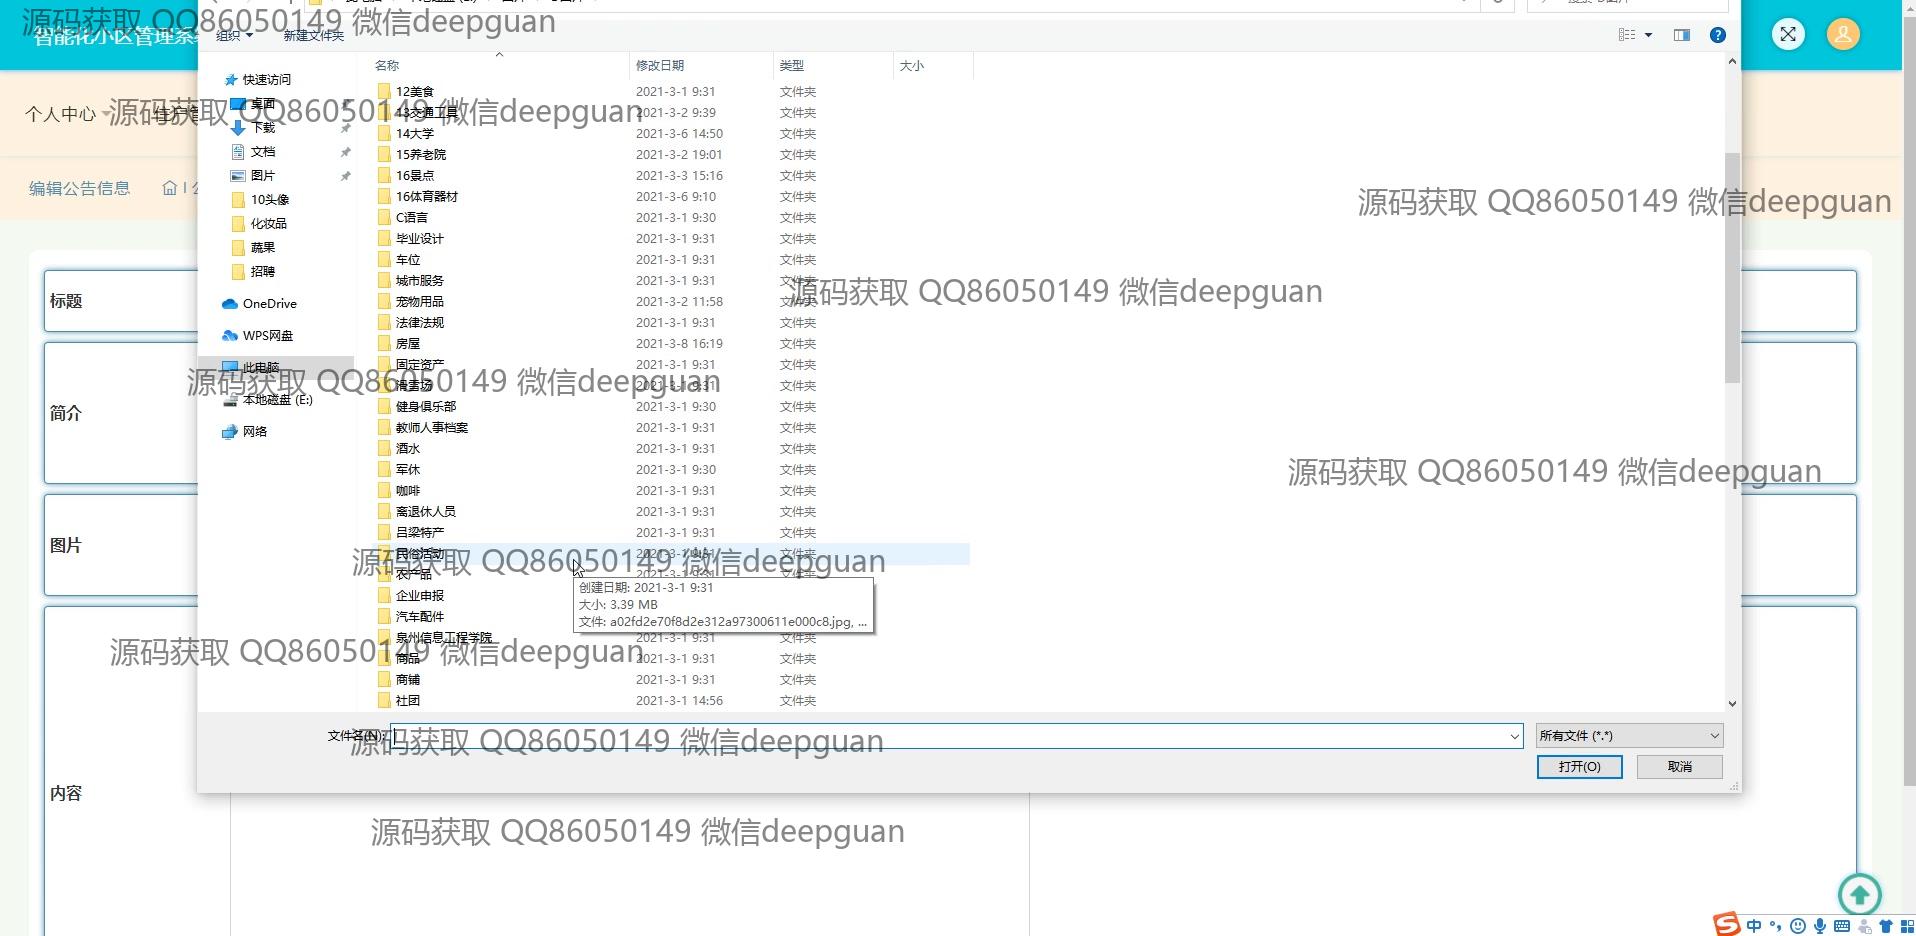 智能化小区管理系统
源码获取 QQ86050149 微信deepguan
组织
新建文件夹
名称
修改日期
类型
大小
个人中心
住户管
编辑公告信息
快速访问
桌面
下载
文档
图片
10头像
化妆品
蔬果
招聘
OneDrive
WPS网盘
此电脑
本地磁盘 (E:)
网络
12美食 2021-3-1 9:31 文件夹
13交通工具 2021-3-2 9:39 文件夹
源码获取 QQ86050149 微信deepguan
14大学 2021-3-6 14:50 文件夹
15养老院 2021-3-2 19:01 文件夹
16景点 2021-3-3 15:16 文件夹
16体育器材 2021-3-6 9:10 文件夹
源码获取 QQ86050149 微信deepguan
C语言 2021-3-1 9:30 文件夹
毕业设计 2021-3-1 9:31 文件夹
车位 2021-3-1 9:31 文件夹
城市服务 2021-3-1 9:31 文件夹
源码获取 QQ86050149 微信deepguan
宠物用品 2021-3-2 11:58 文件夹
法律法规 2021-3-1 9:31 文件夹
房屋 2021-3-8 16:19 文件夹
固定资产 2021-3-1 9:31 文件夹
滑雪场 2021-3-1 9:31 文件夹
源码获取 QQ86050149 微信deepguan
健身俱乐部 2021-3-1 9:30 文件夹
教师人事档案 2021-3-1 9:31 文件夹
酒水 2021-3-1 9:31 文件夹
军休 2021-3-1 9:30 文件夹
源码获取 QQ86050149 微信deepguan
咖啡 2021-3-1 9:31 文件夹
离退休人员 2021-3-1 9:31 文件夹
吕梁特产 2021-3-1 9:31 文件夹
民俗活动 2021-3-1 9:31 文件夹
源码获取 QQ86050149 微信deepguan
农产品 2021-3-1 9:31 文件夹
企业申报
汽车配件
泉州信息工程学院 2021-3-1 9:31 文件夹
源码获取 QQ86050149 微信deepguan
商品 2021-3-1 9:31 文件夹
商铺 2021-3-1 9:31 文件夹
社团 2021-3-1 14:56 文件夹
创建日期: 2021-3-1 9:31
大小: 3.39 MB
文件: a02fd2e70f8d2e312a97300611e000c8.jpg, ...
标题
简介
图片
内容
文件名(N):
源码获取 QQ86050149 微信deepguan
所有文件 (*.*)
打开(O)
取消
源码获取 QQ86050149 微信deepguan
中